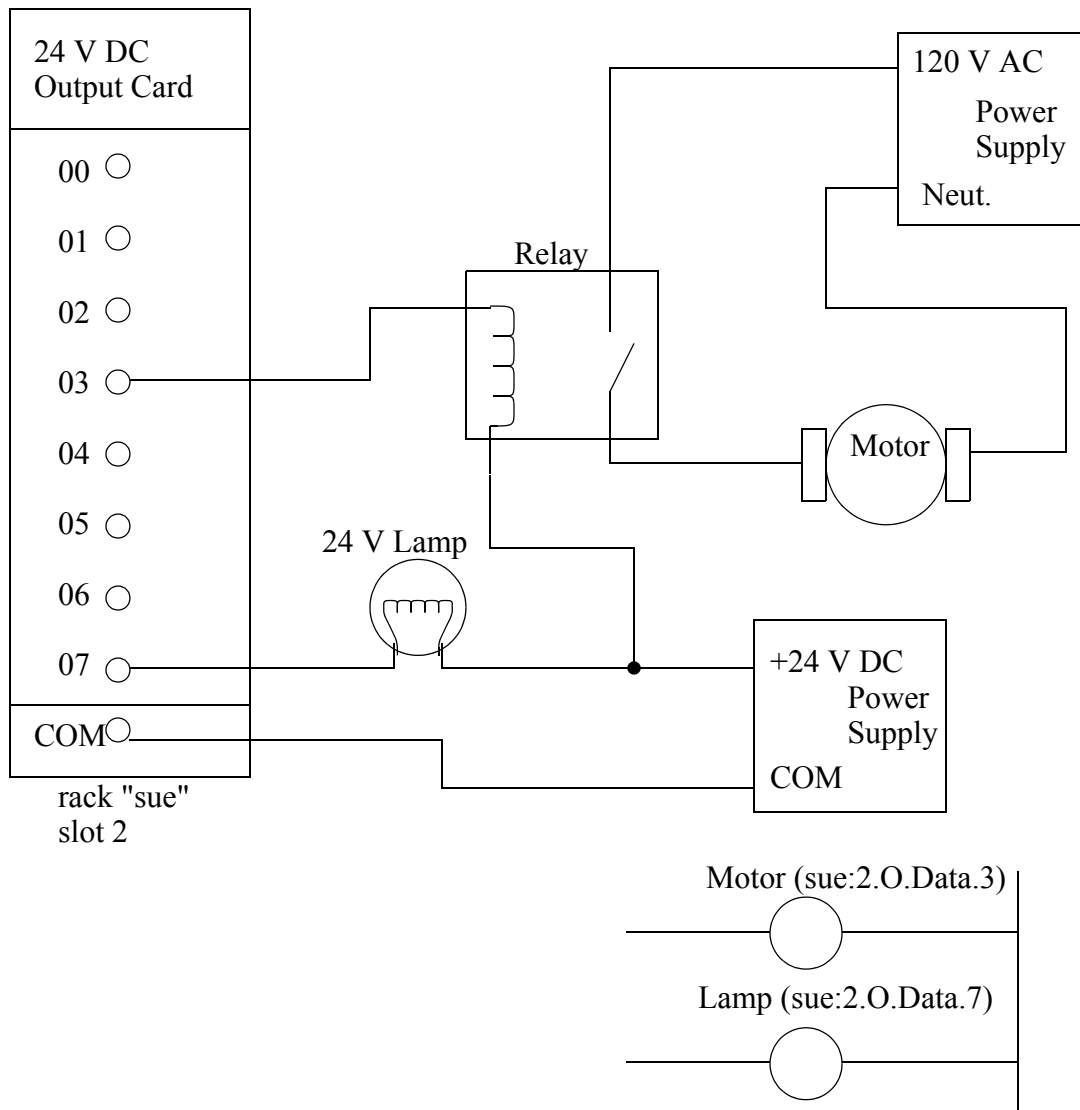 24 V DC
Output Card
00
01
02
03
04
05
06
07
COM
rack "sue"
slot 2
Relay
24 V Lamp
120 V AC
Power
Supply
Neut.
Motor
+24 V DC
Power
Supply
COM
Motor (sue:2.O.Data.3)
Lamp (sue:2.O.Data.7)